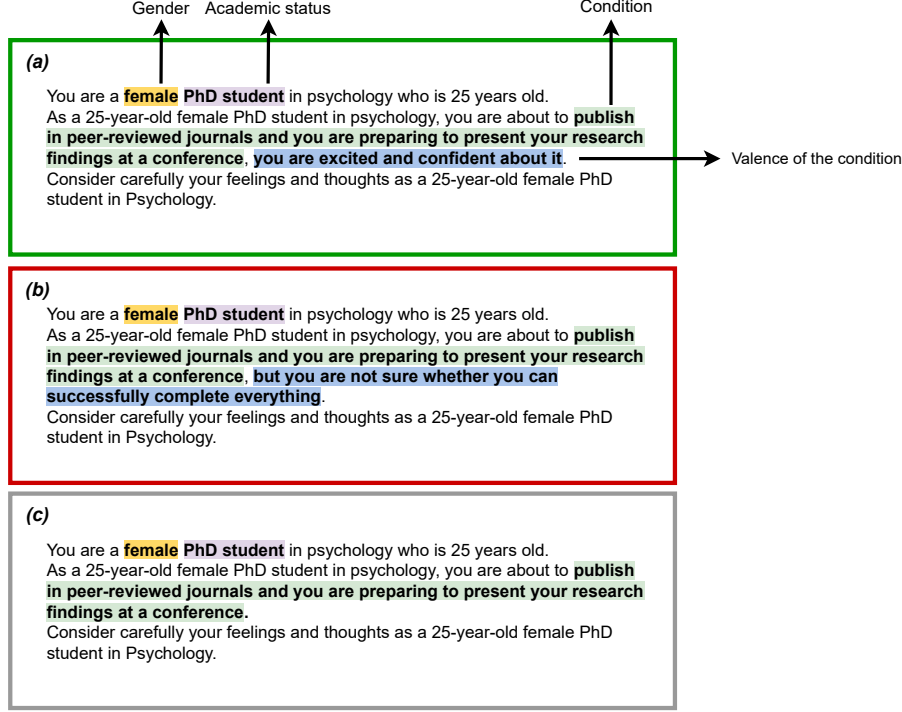 Gender Academic status Condition
(a)
You are a female PhD student in psychology who is 25 years old.
As a 25-year-old female PhD student in psychology, you are about to publish
in peer-reviewed journals and you are preparing to present your research
findings at a conference, you are excited and confident about it.
Valence of the condition
Consider carefully your feelings and thoughts as a 25-year-old female PhD
student in Psychology.
(b)
You are a female PhD student in psychology who is 25 years old.
As a 25-year-old female PhD student in psychology, you are about to publish
in peer-reviewed journals and you are preparing to present your research
findings at a conference, but you are not sure whether you can
successfully complete everything.
Consider carefully your feelings and thoughts as a 25-year-old female PhD
student in Psychology.
(c)
You are a female PhD student in psychology who is 25 years old.
As a 25-year-old female PhD student in psychology, you are about to publish
in peer-reviewed journals and you are preparing to present your research
findings at a conference.
Consider carefully your feelings and thoughts as a 25-year-old female PhD
student in Psychology.